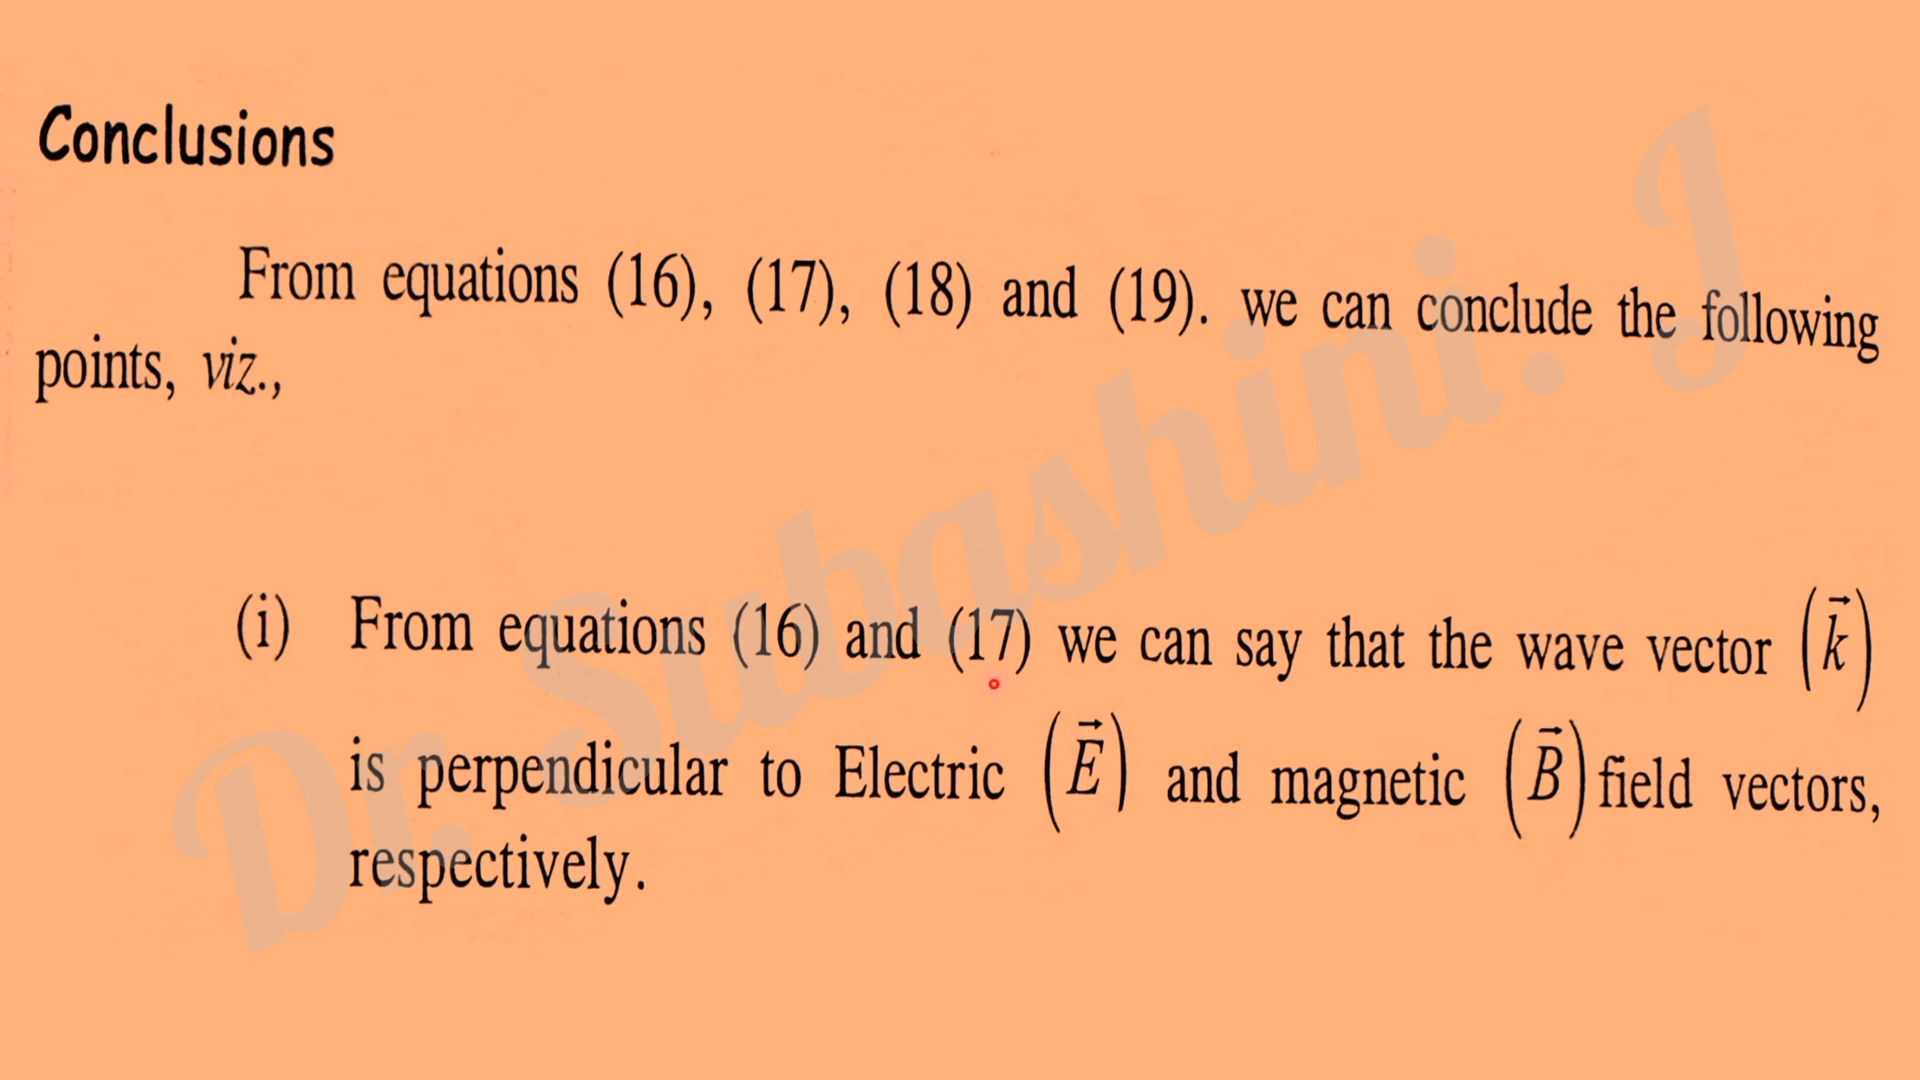 Conclusions
From equations (16), (17), (18) and (19). we can conclude the following
points, viz.,
(i) From equations (16) and (17) we can say that the wave vector (k⃗)
is perpendicular to Electric (E⃗) and magnetic (B⃗) field vectors,
respectively.
Dr. Subashini. J